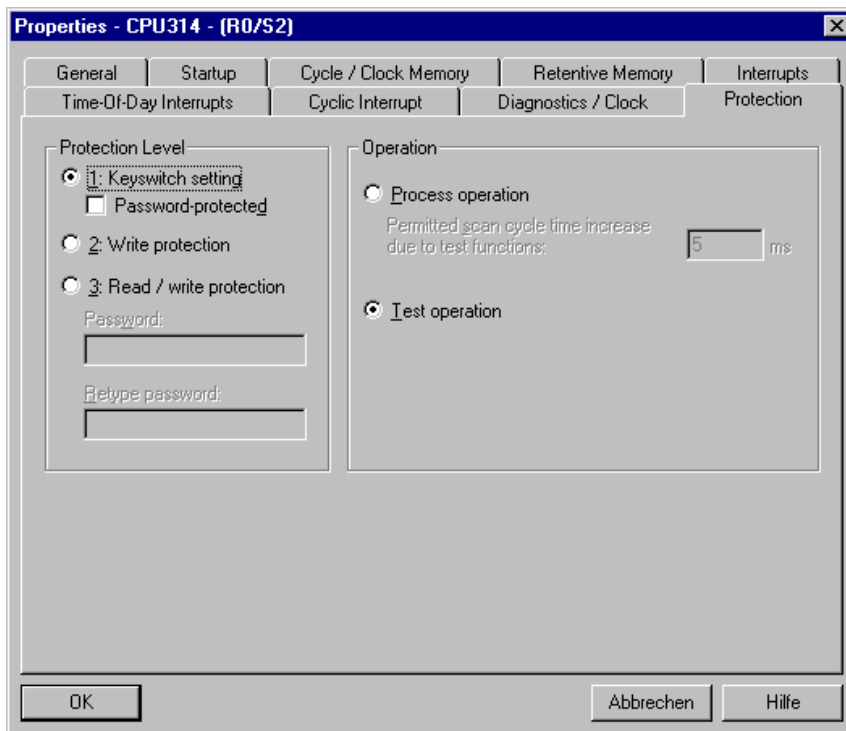 Properties - CPU314 - (R0/S2)
General Startup Cycle / Clock Memory Retentive Memory Interrupts
Time-Of-Day Interrupts Cyclic Interrupt Diagnostics / Clock Protection
Protection Level
1: Keyswitch setting
Password-protected
2: Write protection
3: Read / write protection
Password:
Retype password:
Operation
Process operation
Permitted scan cycle time increase
due to test functions: 5 ms
Test operation
OK Abbrechen Hilfe